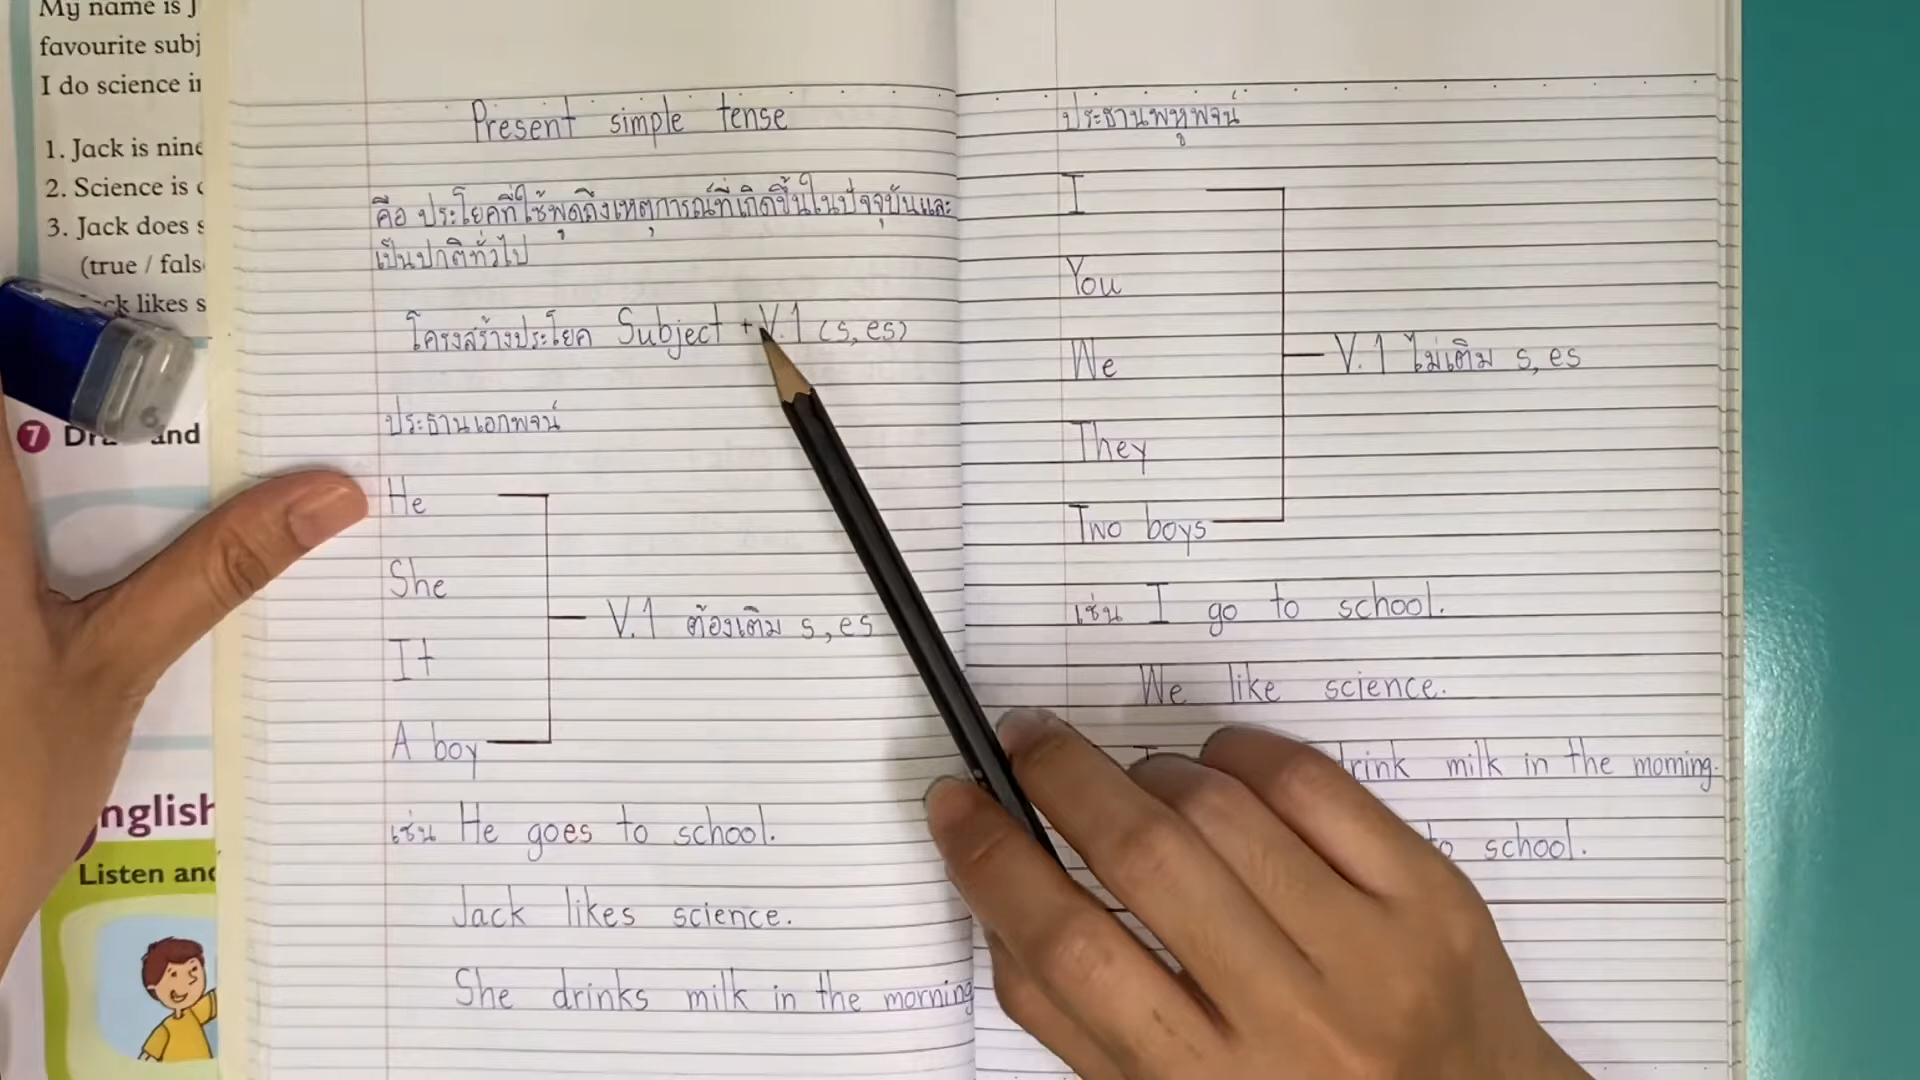 My name is J
favourite subj
I do science in
1. Jack is nine
2. Science is
3. Jack does s
(true / fals
ck likes s
7 Dr and
nglish
Listen and
Present simple tense
คือ ประโยคที่ใช้พูดถึงเหตุการณ์ที่เกิดขึ้นในปัจจุบันและ
เป็นปาติทั่วไป
โครงสร้างประโยค Subject + V.1 (s, es)
ประธานเอกพจน์
He
She
V.1 ต้องเติม s, es
It
A boy
เช่น He goes to school.
Jack likes science.
She drinks milk in the morning
ประธานพหูพจน์
I
You
We
V.1 ไม่เติม s, es
They
Two boys
เช่น I go to school.
We like science.
drink milk in the morning.
to school.